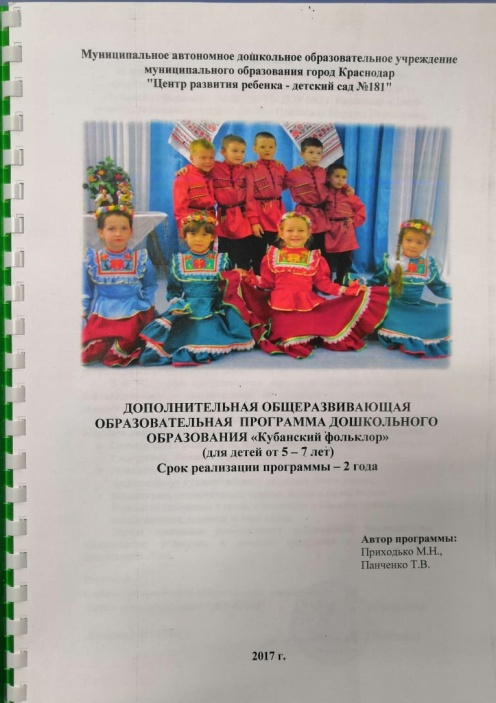 Муниципальное автономное дошкольное образовательное учреждение
муниципального образования город Краснодар
"Центр развития ребенка - детский сад №181"
ДОПОЛНИТЕЛЬНАЯ ОБЩЕРАЗВИВАЮЩАЯ
ОБРАЗОВАТЕЛЬНАЯ ПРОГРАММА ДОШКОЛЬНОГО
ОБРАЗОВАНИЯ «Кубанский фольклор»
(для детей от 5 – 7 лет)
Срок реализации программы – 2 года
Автор программы:
Приходько М.Н.,
Панченко Т.В.
2017 г.